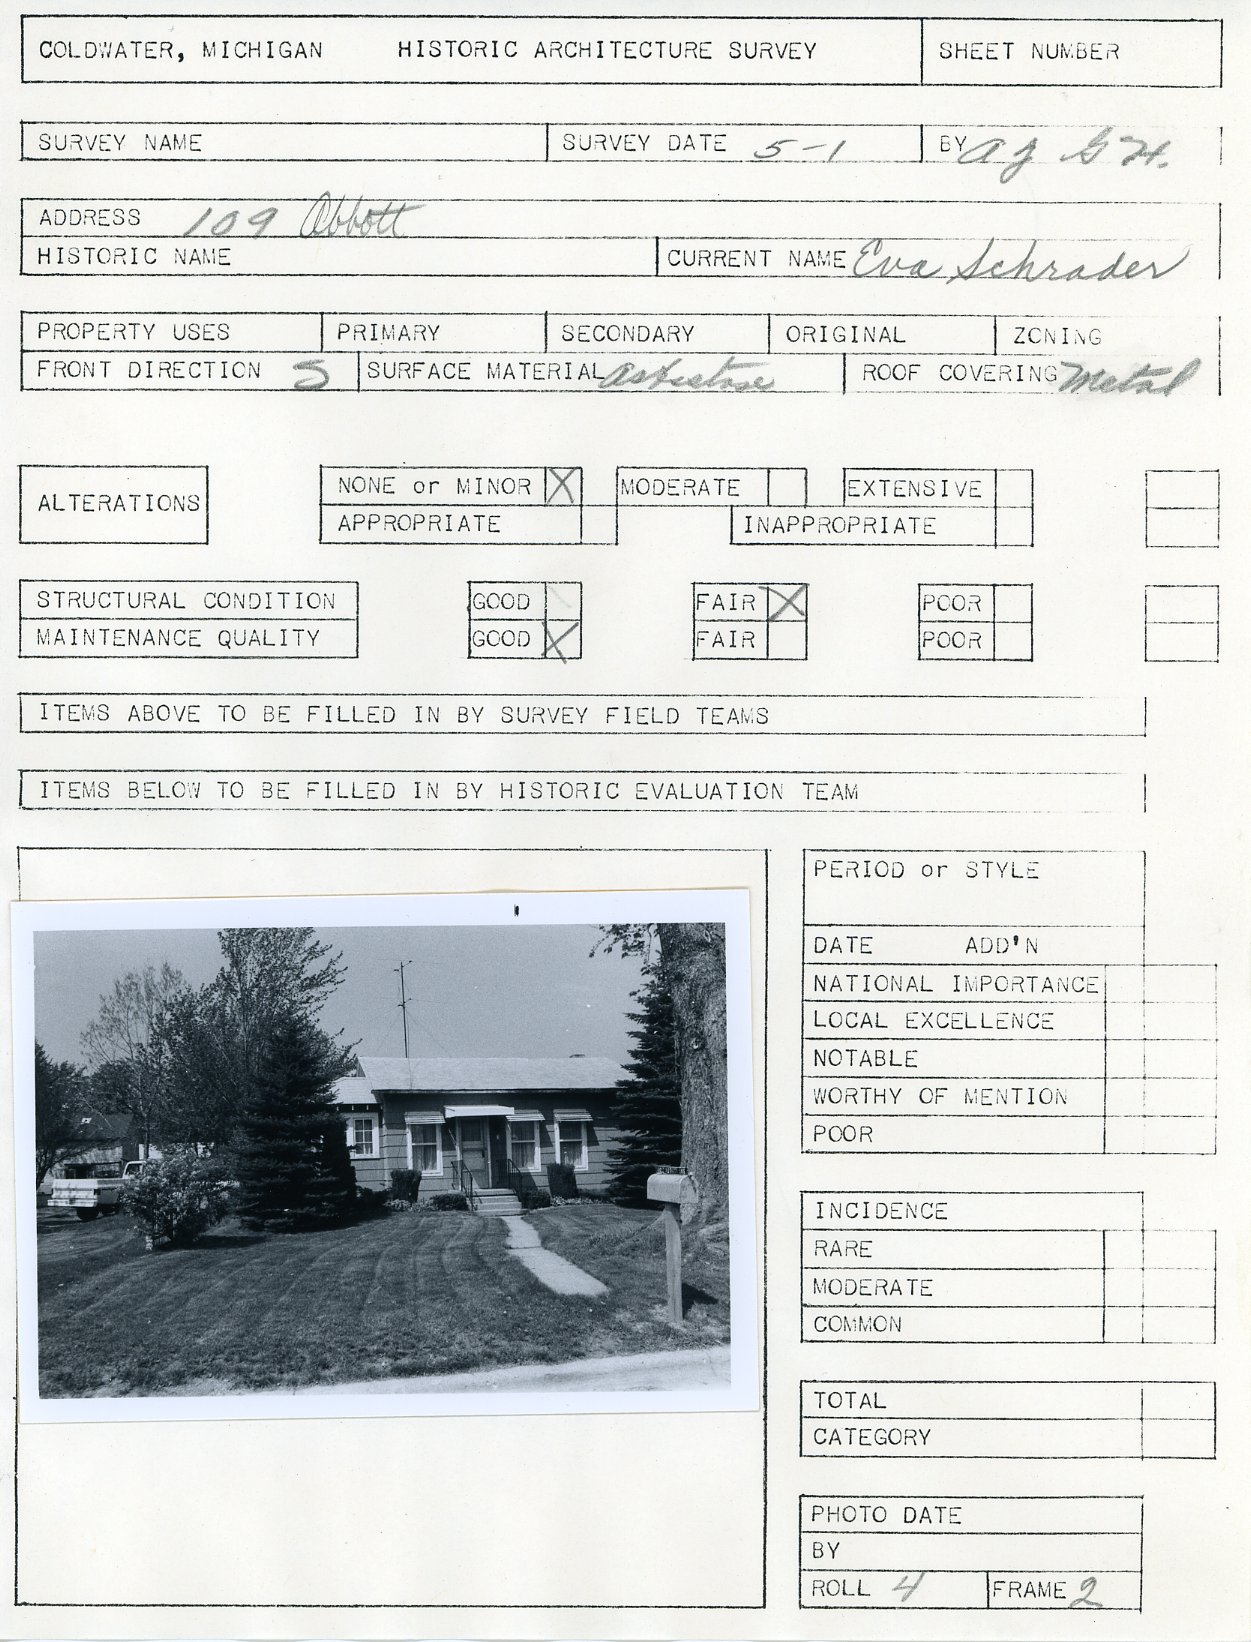 COLDWATER, MICHIGAN HISTORIC ARCHITECTURE SURVEY SHEET NUMBER
SURVEY NAME SURVEY DATE 5-1 BY
ADDRESS 109 Abbott
HISTORIC NAME CURRENT NAME Eva Schrader
PROPERTY USES PRIMARY SECONDARY ORIGINAL ZONING
FRONT DIRECTION S SURFACE MATERIAL ROOF COVERING Metal
ALTERATIONS NONE or MINOR X MODERATE EXTENSIVE
APPROPRIATE INAPPROPRIATE
STRUCTURAL CONDITION GOOD FAIR X POOR
MAINTENANCE QUALITY GOOD X FAIR POOR
ITEMS ABOVE TO BE FILLED IN BY SURVEY FIELD TEAMS
ITEMS BELOW TO BE FILLED IN BY HISTORIC EVALUATION TEAM
PERIOD or STYLE
DATE ADD'N
NATIONAL IMPORTANCE
LOCAL EXCELLENCE
NOTABLE
WORTHY OF MENTION
POOR
INCIDENCE
RARE
MODERATE
COMMON
TOTAL
CATEGORY
PHOTO DATE
BY
ROLL 4 FRAME 2